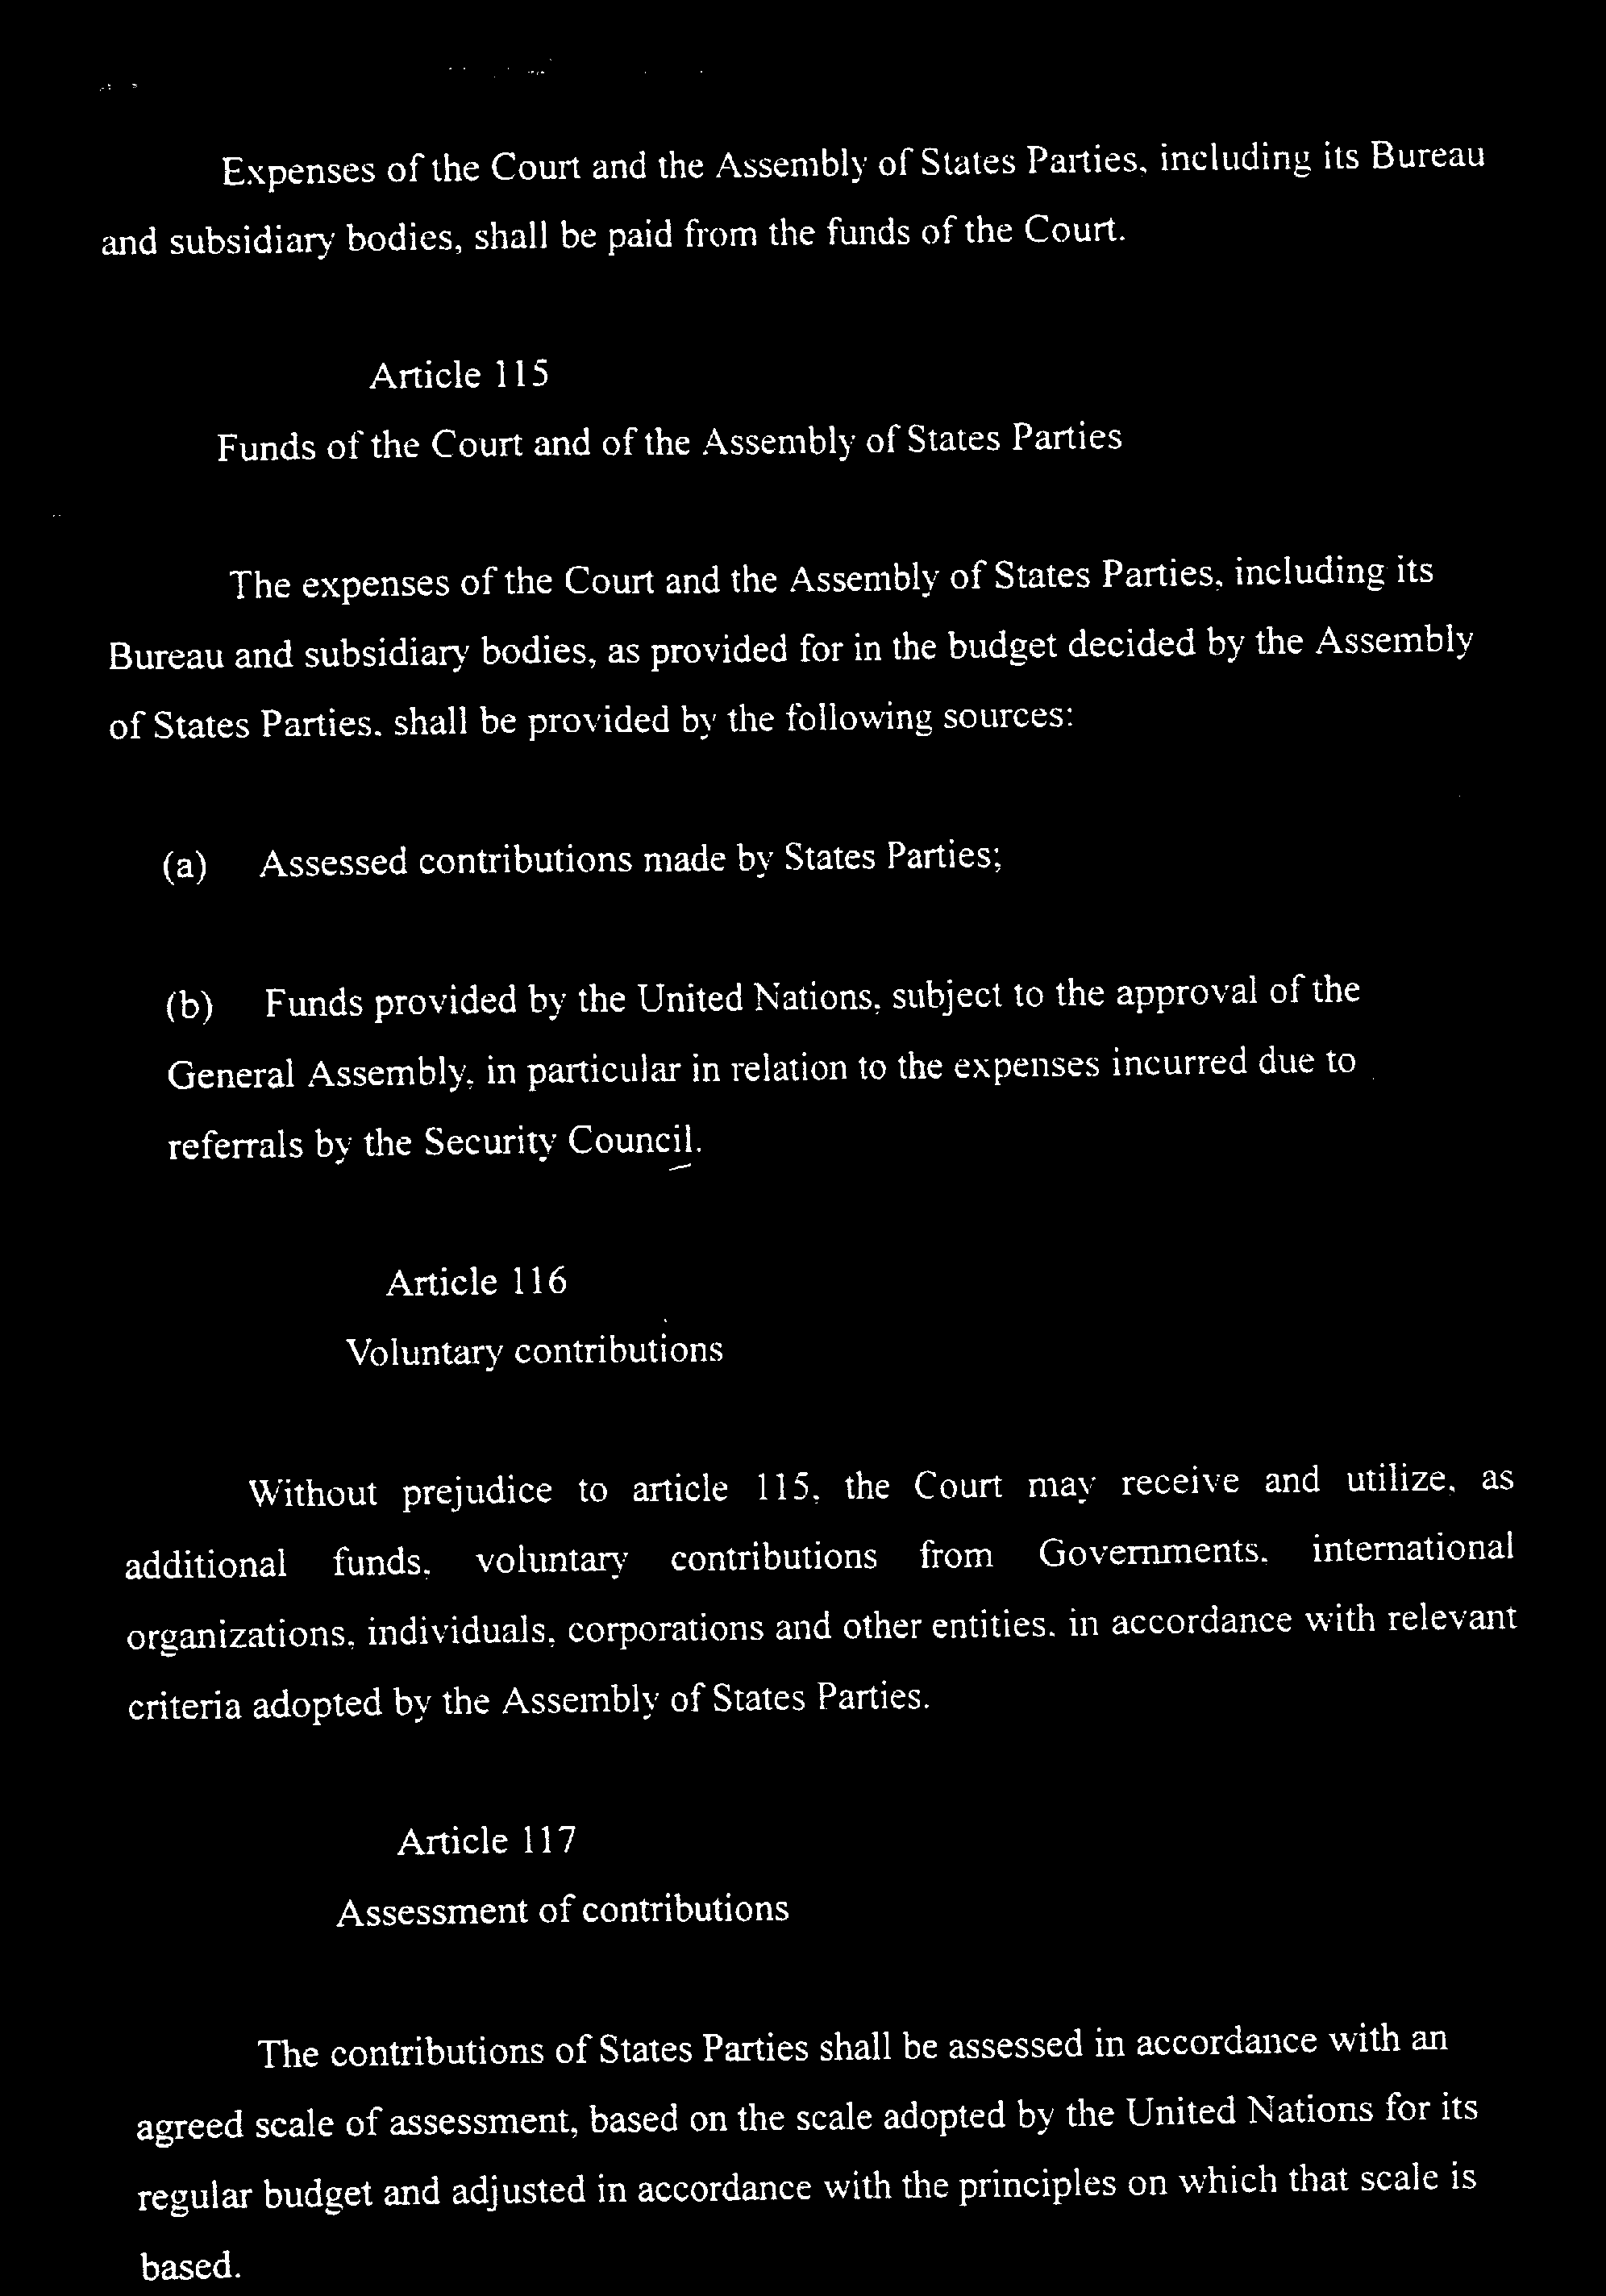 Expenses of the Court and the Assembly of States Parties, including its Bureau
and subsidiary bodies, shall be paid from the funds of the Court.
Article 115
Funds of the Court and of the Assembly of States Parties
The expenses of the Court and the Assembly of States Parties, including its
Bureau and subsidiary bodies, as provided for in the budget decided by the Assembly
of States Parties, shall be provided by the following sources:
(a) Assessed contributions made by States Parties;
(b) Funds provided by the United Nations, subject to the approval of the
General Assembly, in particular in relation to the expenses incurred due to
referrals by the Security Council.
Article 116
Voluntary contributions
Without prejudice to article 115, the Court may receive and utilize, as
additional funds, voluntary contributions from Governments, international
organizations, individuals, corporations and other entities, in accordance with relevant
criteria adopted by the Assembly of States Parties.
Article 117
Assessment of contributions
The contributions of States Parties shall be assessed in accordance with an
agreed scale of assessment, based on the scale adopted by the United Nations for its
regular budget and adjusted in accordance with the principles on which that scale is
based.